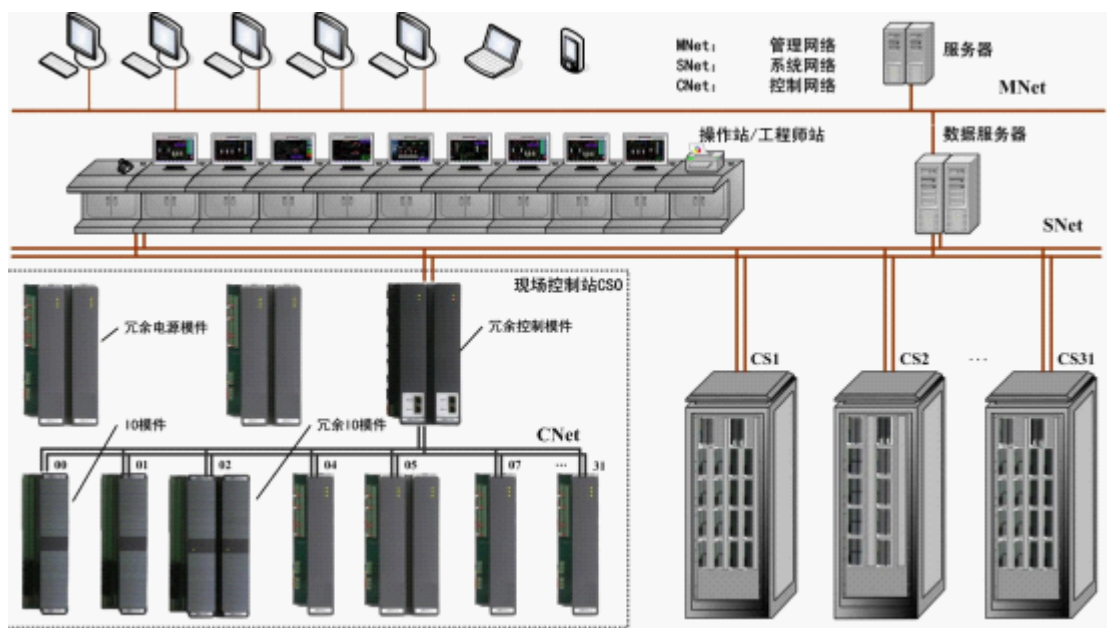 MNet： 管理网络
SNet： 系统网络
CNet： 控制网络
服务器
MNet
操作站/工程师站
数据服务器
SNet
现场控制站CS0
冗余电源模件
冗余控制模件
CS1
CS2
...
CS31
IO模件
冗余IO模件
CNet
00
01
02
04
05
07
...
31